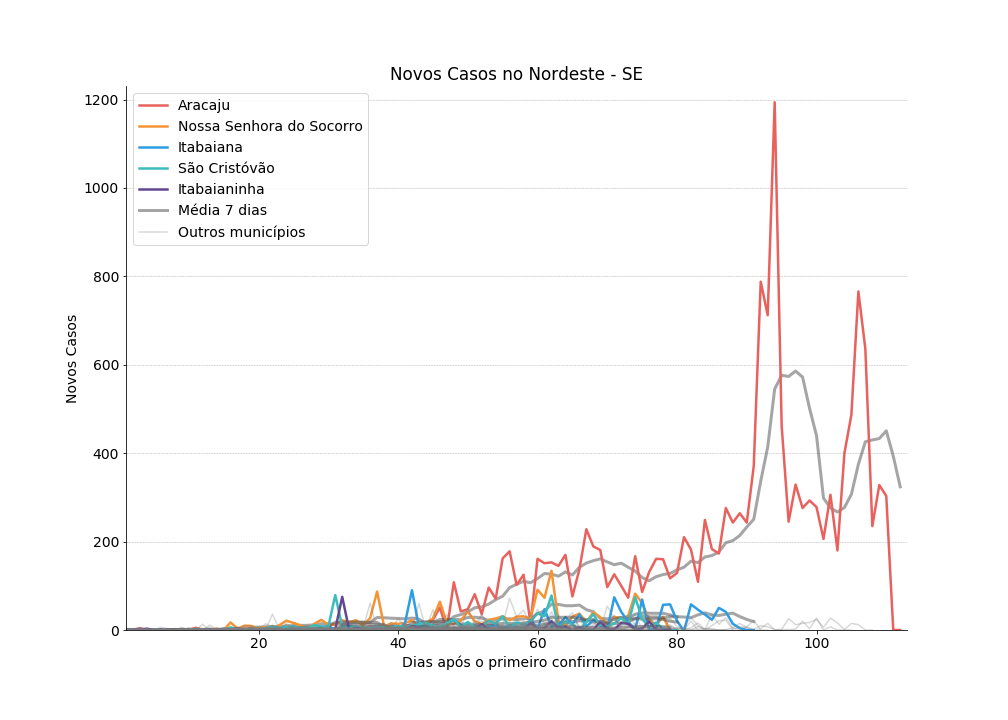 Novos Casos no Nordeste - SE
1200
1000
800
600
400
200
0
Novos Casos
Aracaju
Nossa Senhora do Socorro
Itabaiana
São Cristóvão
Itabaianinha
Média 7 dias
Outros municípios
20 40 60 80 100
Dias após o primeiro confirmado